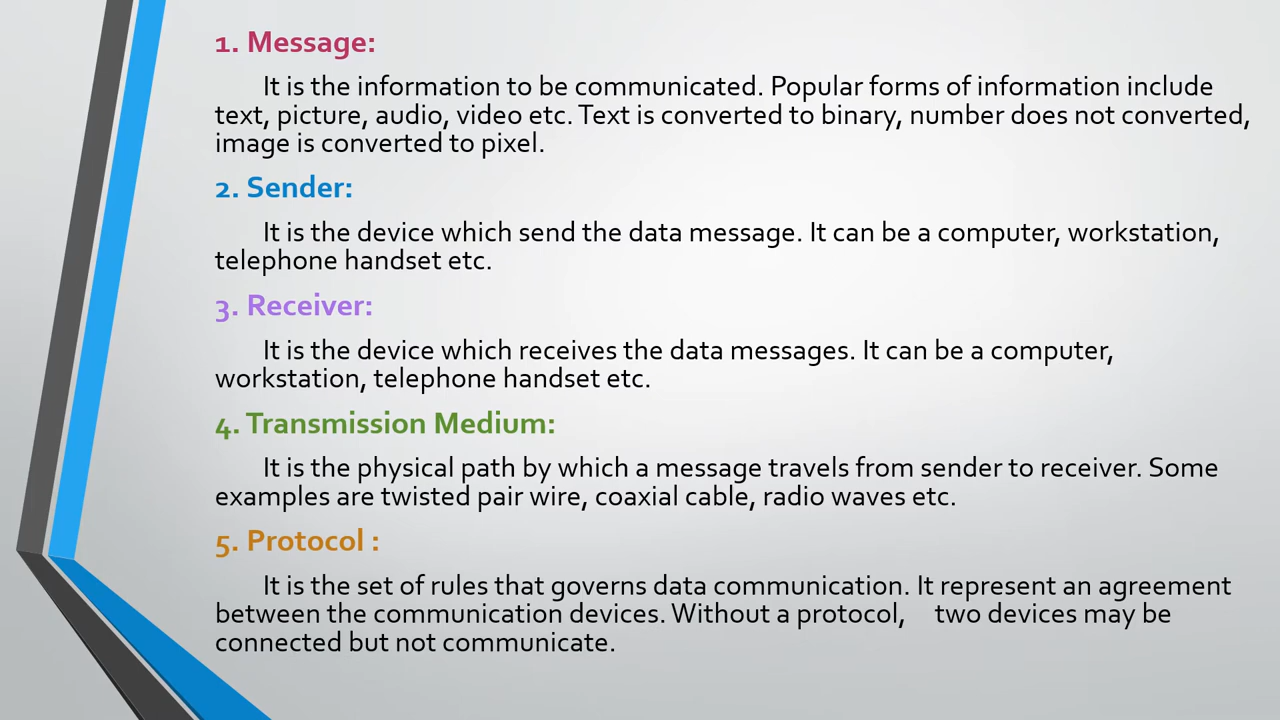 1. Message:
It is the information to be communicated. Popular forms of information include
text, picture, audio, video etc. Text is converted to binary, number does not converted,
image is converted to pixel.
2. Sender:
It is the device which send the data message. It can be a computer, workstation,
telephone handset etc.
3. Receiver:
It is the device which receives the data messages. It can be a computer,
workstation, telephone handset etc.
4. Transmission Medium:
It is the physical path by which a message travels from sender to receiver. Some
examples are twisted pair wire, coaxial cable, radio waves etc.
5. Protocol :
It is the set of rules that governs data communication. It represent an agreement
between the communication devices. Without a protocol, two devices may be
connected but not communicate.